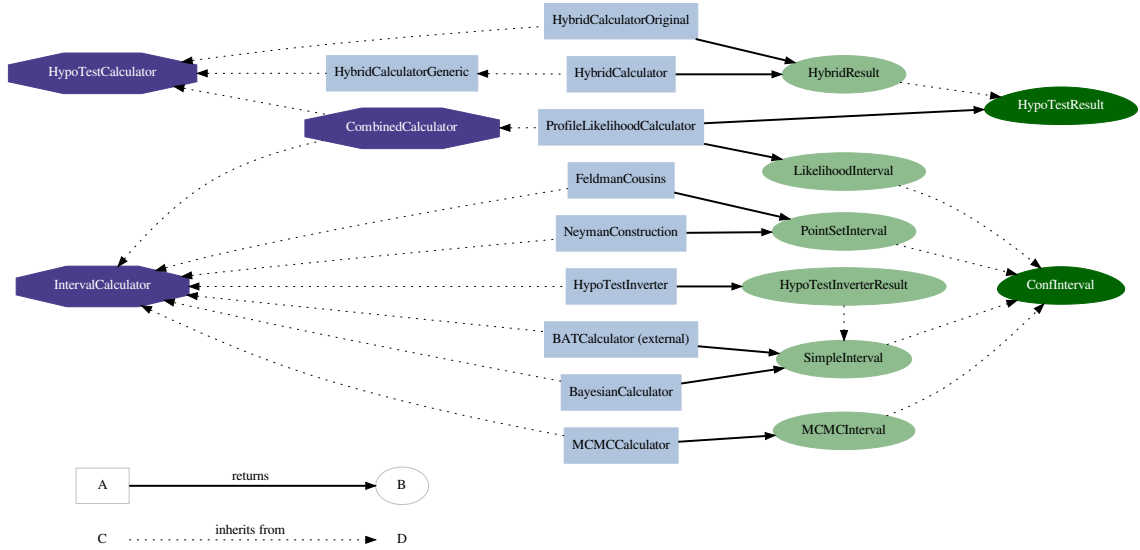 HybridCalculatorOriginal
HypoTestCalculator
HybridCalculatorGeneric
HybridCalculator
HybridResult
HypoTestResult
CombinedCalculator
ProfileLikelihoodCalculator
LikelihoodInterval
FeldmanCousins
NeymanConstruction
PointSetInterval
IntervalCalculator
HypoTestInverter
HypoTestInverterResult
ConfInterval
BATCalculator (external)
SimpleInterval
BayesianCalculator
MCMCCalculator
MCMCInterval
A
returns
B
C
inherits from
D